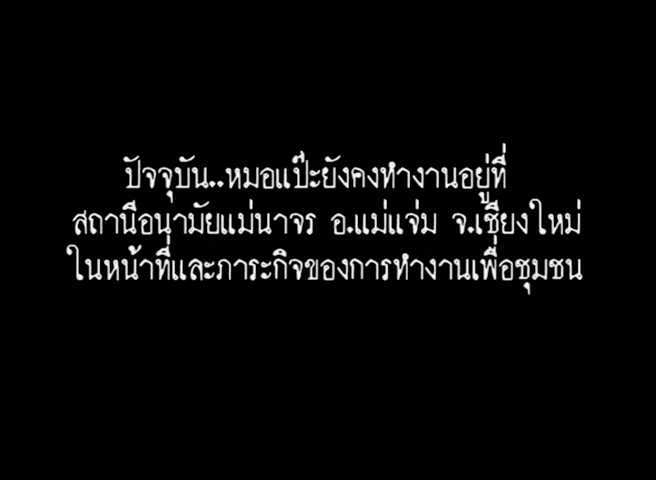 ปัจจุบัน..หมอแป๊ะยังคงทำงานอยู่ที่
สถานีอนามัยแม่นาจร อ.แม่แจ่ม จ.เชียงใหม่
ในหน้าที่และภาระกิจของการทำงานเพื่อชุมชน